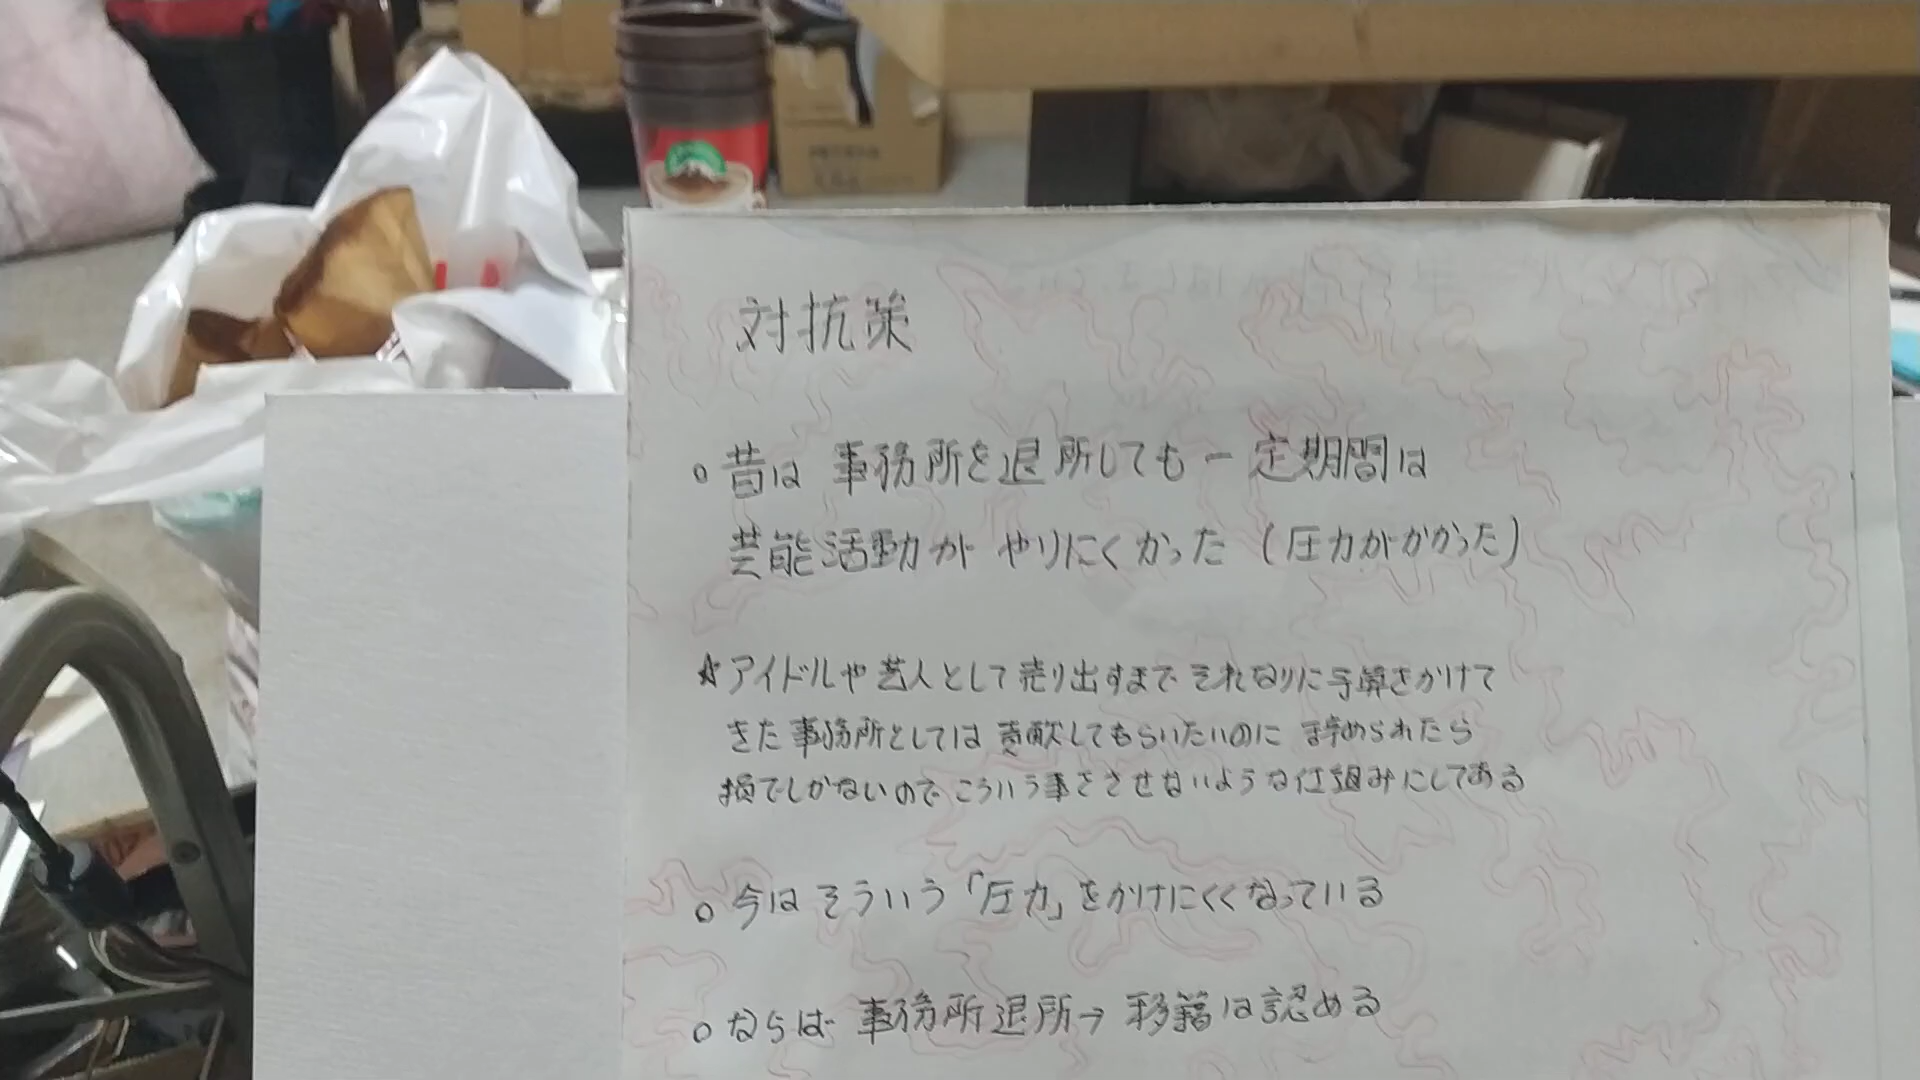 対抗策
○昔は 事務所を退所しても一定期間は
芸能活動が やりにくかった (圧力がかかった)
☆アイドルや芸人として売り出すまで それなりに予算をかけて
きた事務所としては 貢献してもらいたいのに 辞められたら
損でしかないので こういう事をさせないような仕組みにしてある
○今は そういう「圧力」をかけにくくなっている
○ならば 事務所退所→移籍は認める